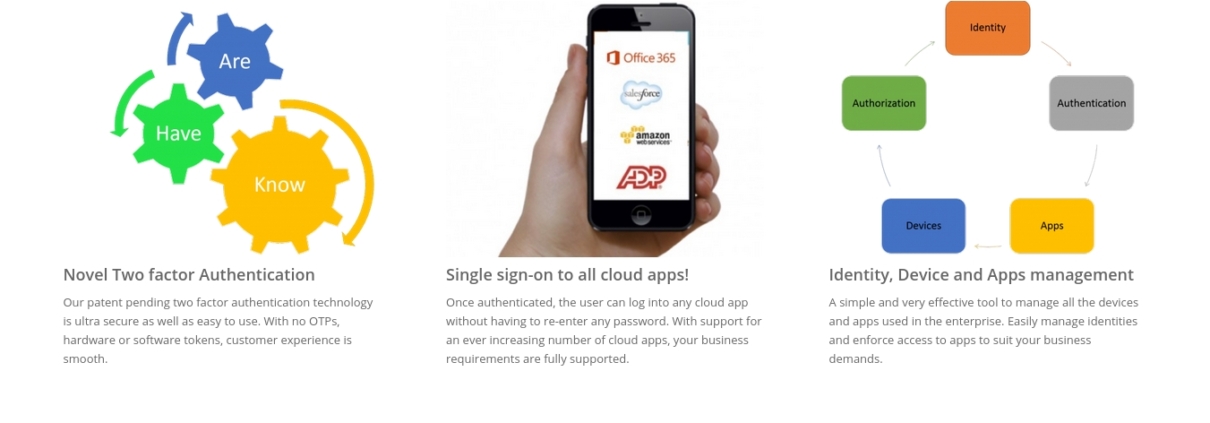 Are
Have
Know
Novel Two factor Authentication
Our patent pending two factor authentication technology
is ultra secure as well as easy to use. With no OTPs,
hardware or software tokens, customer experience is
smooth.
Office 365
salesforce
amazon
webservices
ADP
Single sign-on to all cloud apps!
Once authenticated, the user can log into any cloud app
without having to re-enter any password. With support for
an ever increasing number of cloud apps, your business
requirements are fully supported.
Identity
Authorization
Authentication
Devices
Apps
Identity, Device and Apps management
A simple and very effective tool to manage all the devices
and apps used in the enterprise. Easily manage identities
and enforce access to apps to suit your business
demands.